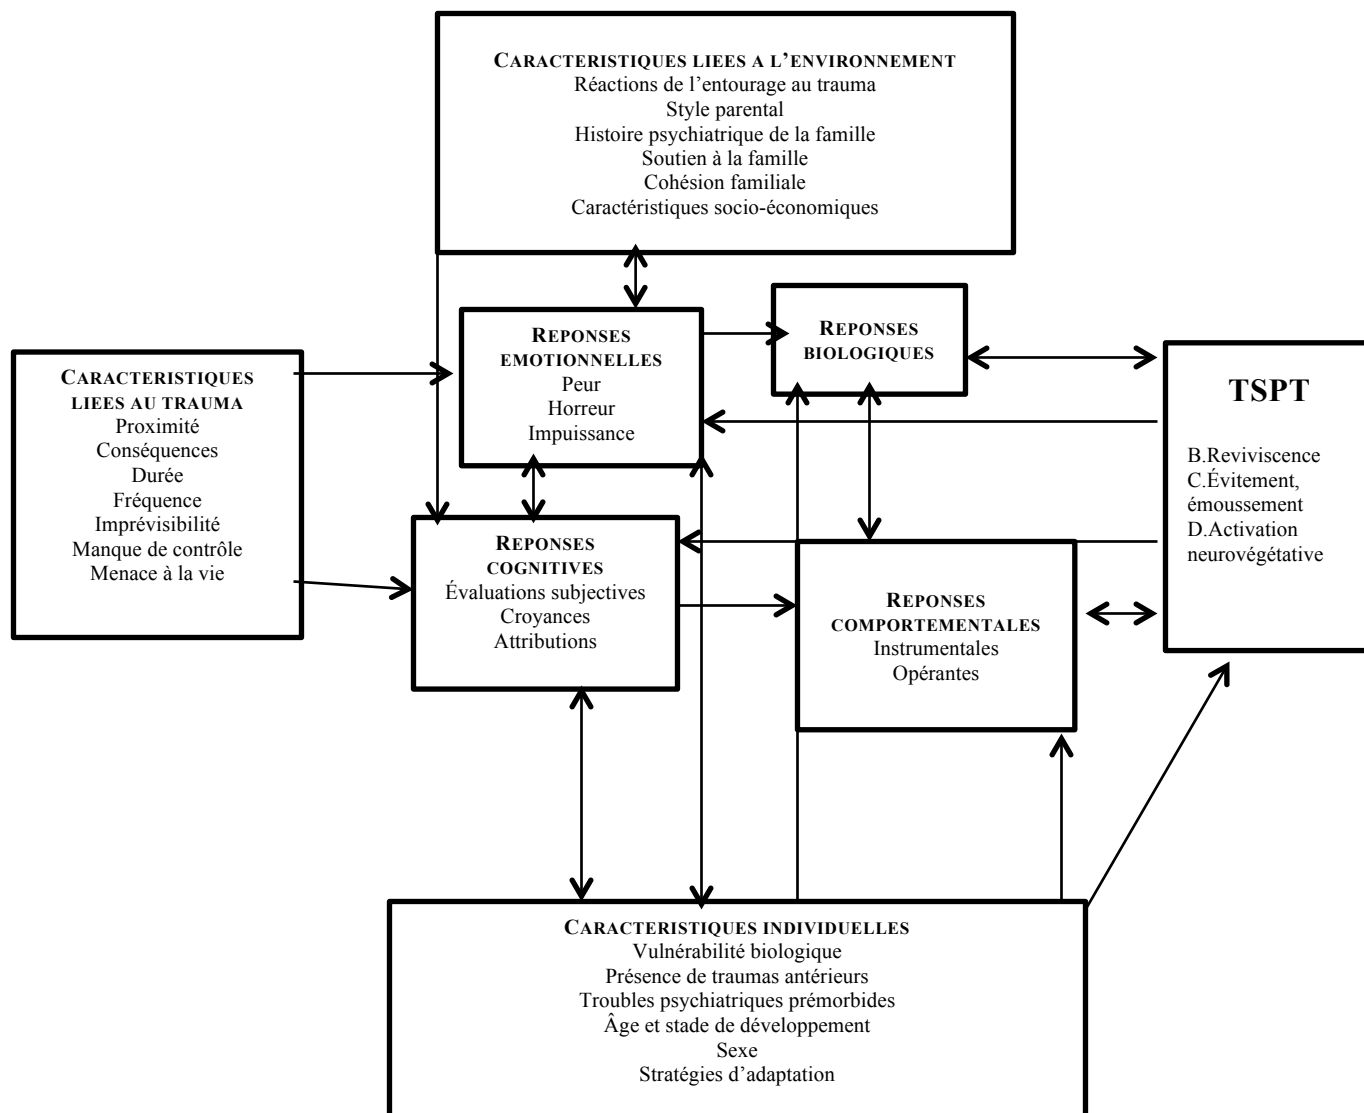 CARACTERISTIQUES LIEES A L'ENVIRONNEMENT
Réactions de l'entourage au trauma
Style parental
Histoire psychiatrique de la famille
Soutien à la famille
Cohésion familiale
Caractéristiques socio-économiques
REPONSES
EMOTIONNELLES
Peur
Horreur
Impuissance
REPONSES
BIOLOGIQUES
CARACTERISTIQUES
LIEES AU TRAUMA
Proximité
Conséquences
Durée
Fréquence
Imprévisibilité
Manque de contrôle
Menace à la vie
TSPT
B.Reviviscence
C.Évitement,
émoussement
D.Activation
neurovégétative
REPONSES
COGNITIVES
Évaluations subjectives
Croyances
Attributions
REPONSES
COMPORTEMENTALES
Instrumentales
Opérantes
CARACTERISTIQUES INDIVIDUELLES
Vulnérabilité biologique
Présence de traumas antérieurs
Troubles psychiatriques prémorbides
Âge et stade de développement
Sexe
Stratégies d'adaptation